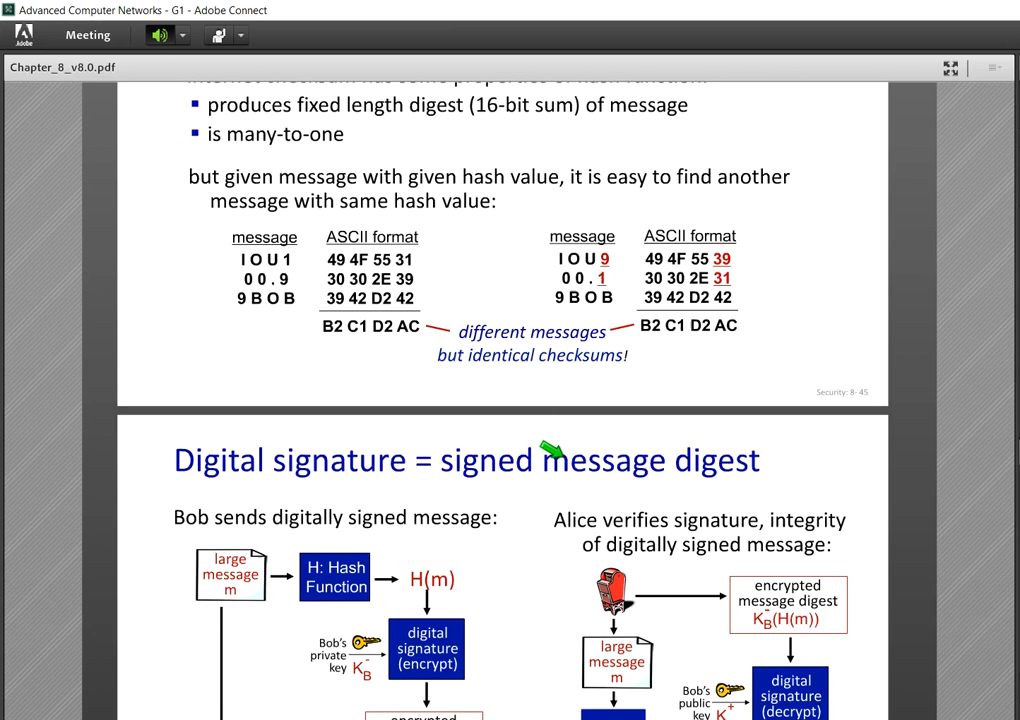 Advanced Computer Networks - G1 - Adobe Connect
Adobe
Meeting
Chapter_8_v8.0.pdf
produces fixed length digest (16-bit sum) of message
is many-to-one
but given message with given hash value, it is easy to find another
message with same hash value:
message ASCII format
I O U 1 49 4F 55 31
0 0 . 9 30 30 2E 39
9 B O B 39 42 D2 42
B2 C1 D2 AC
message ASCII format
I O U 9 49 4F 55 39
0 0 . 1 30 30 2E 31
9 B O B 39 42 D2 42
B2 C1 D2 AC
different messages
but identical checksums!
Security: 8- 45
Digital signature = signed message digest
Bob sends digitally signed message:
large
message
m
H: Hash
Function
H(m)
Bob's
private
key K-B
digital
signature
(encrypt)
Alice verifies signature, integrity
of digitally signed message:
encrypted
message digest
K-B(H(m))
large
message
m
Bob's
public
key K+
digital
signature
(decrypt)